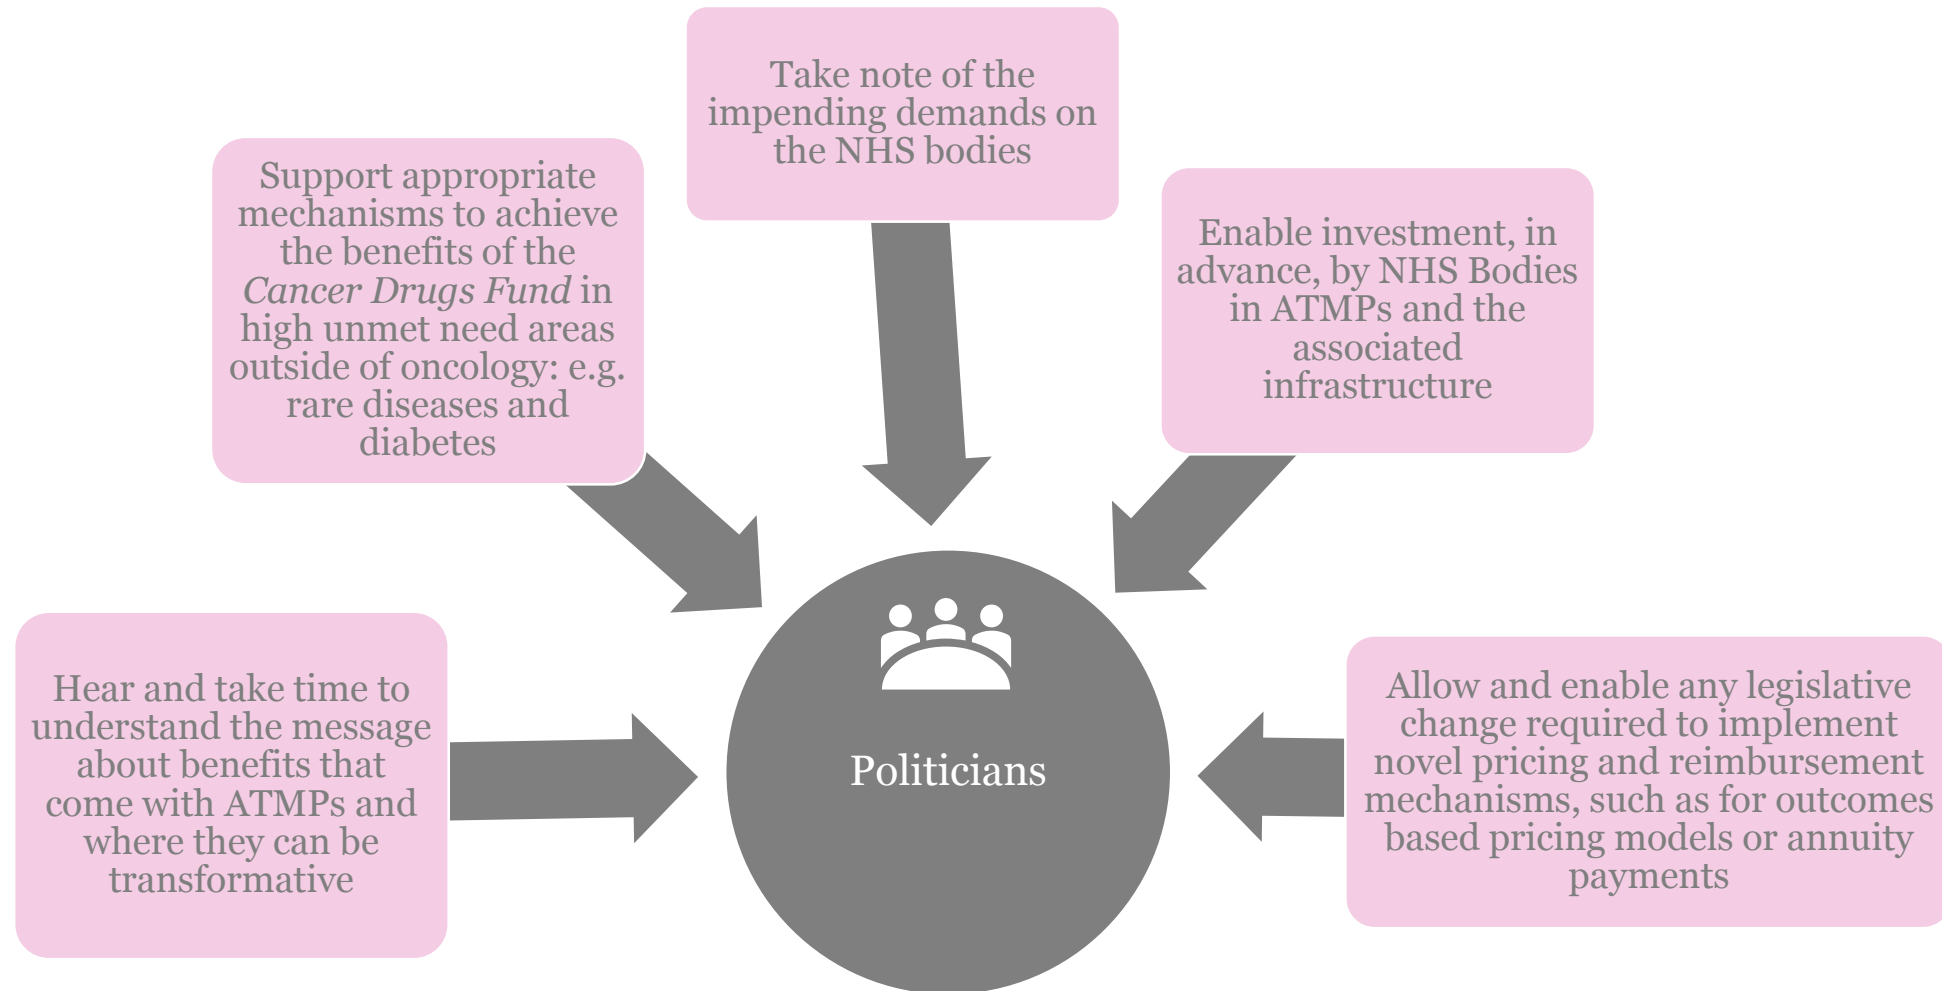 Take note of the
impending demands on
the NHS bodies
Support appropriate
mechanisms to achieve
the benefits of the
Cancer Drugs Fund in
high unmet need areas
outside of oncology: e.g.
rare diseases and
diabetes
Enable investment, in
advance, by NHS Bodies
in ATMPs and the
associated
infrastructure
Hear and take time to
understand the message
about benefits that
come with ATMPs and
where they can be
transformative
Politicians
Allow and enable any legislative
change required to implement
novel pricing and reimbursement
mechanisms, such as for outcomes
based pricing models or annuity
payments